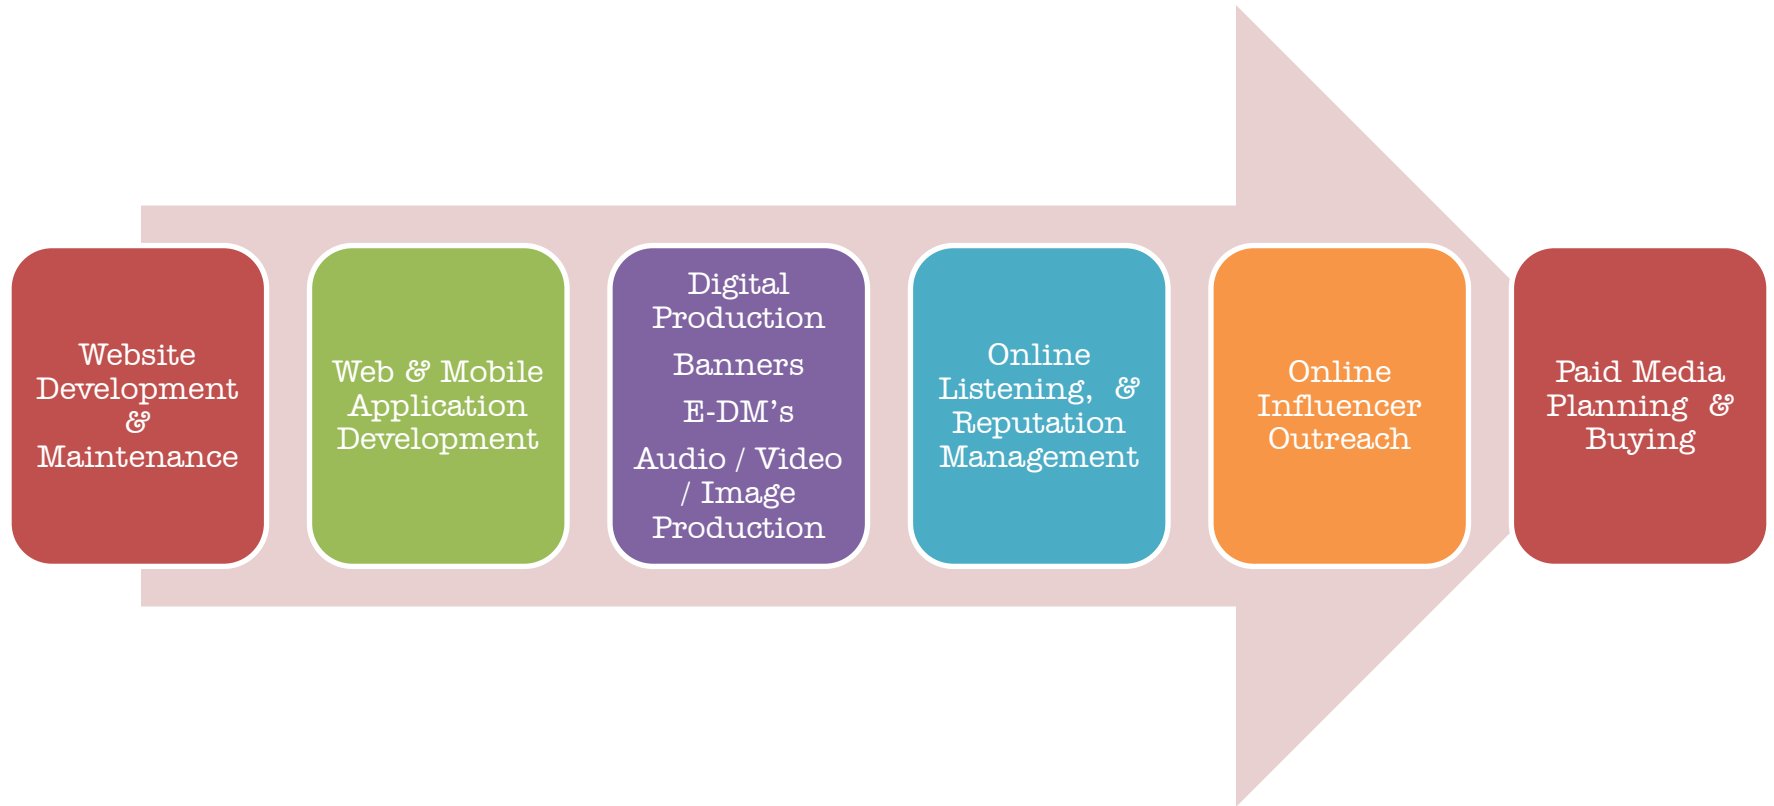 Website
Development
&
Maintenance
Web & Mobile
Application
Development
Digital
Production
Banners
E-DM’s
Audio / Video
/ Image
Production
Online
Listening,  &
Reputation
Management
Online
Influencer
Outreach
Paid Media
Planning  &
Buying